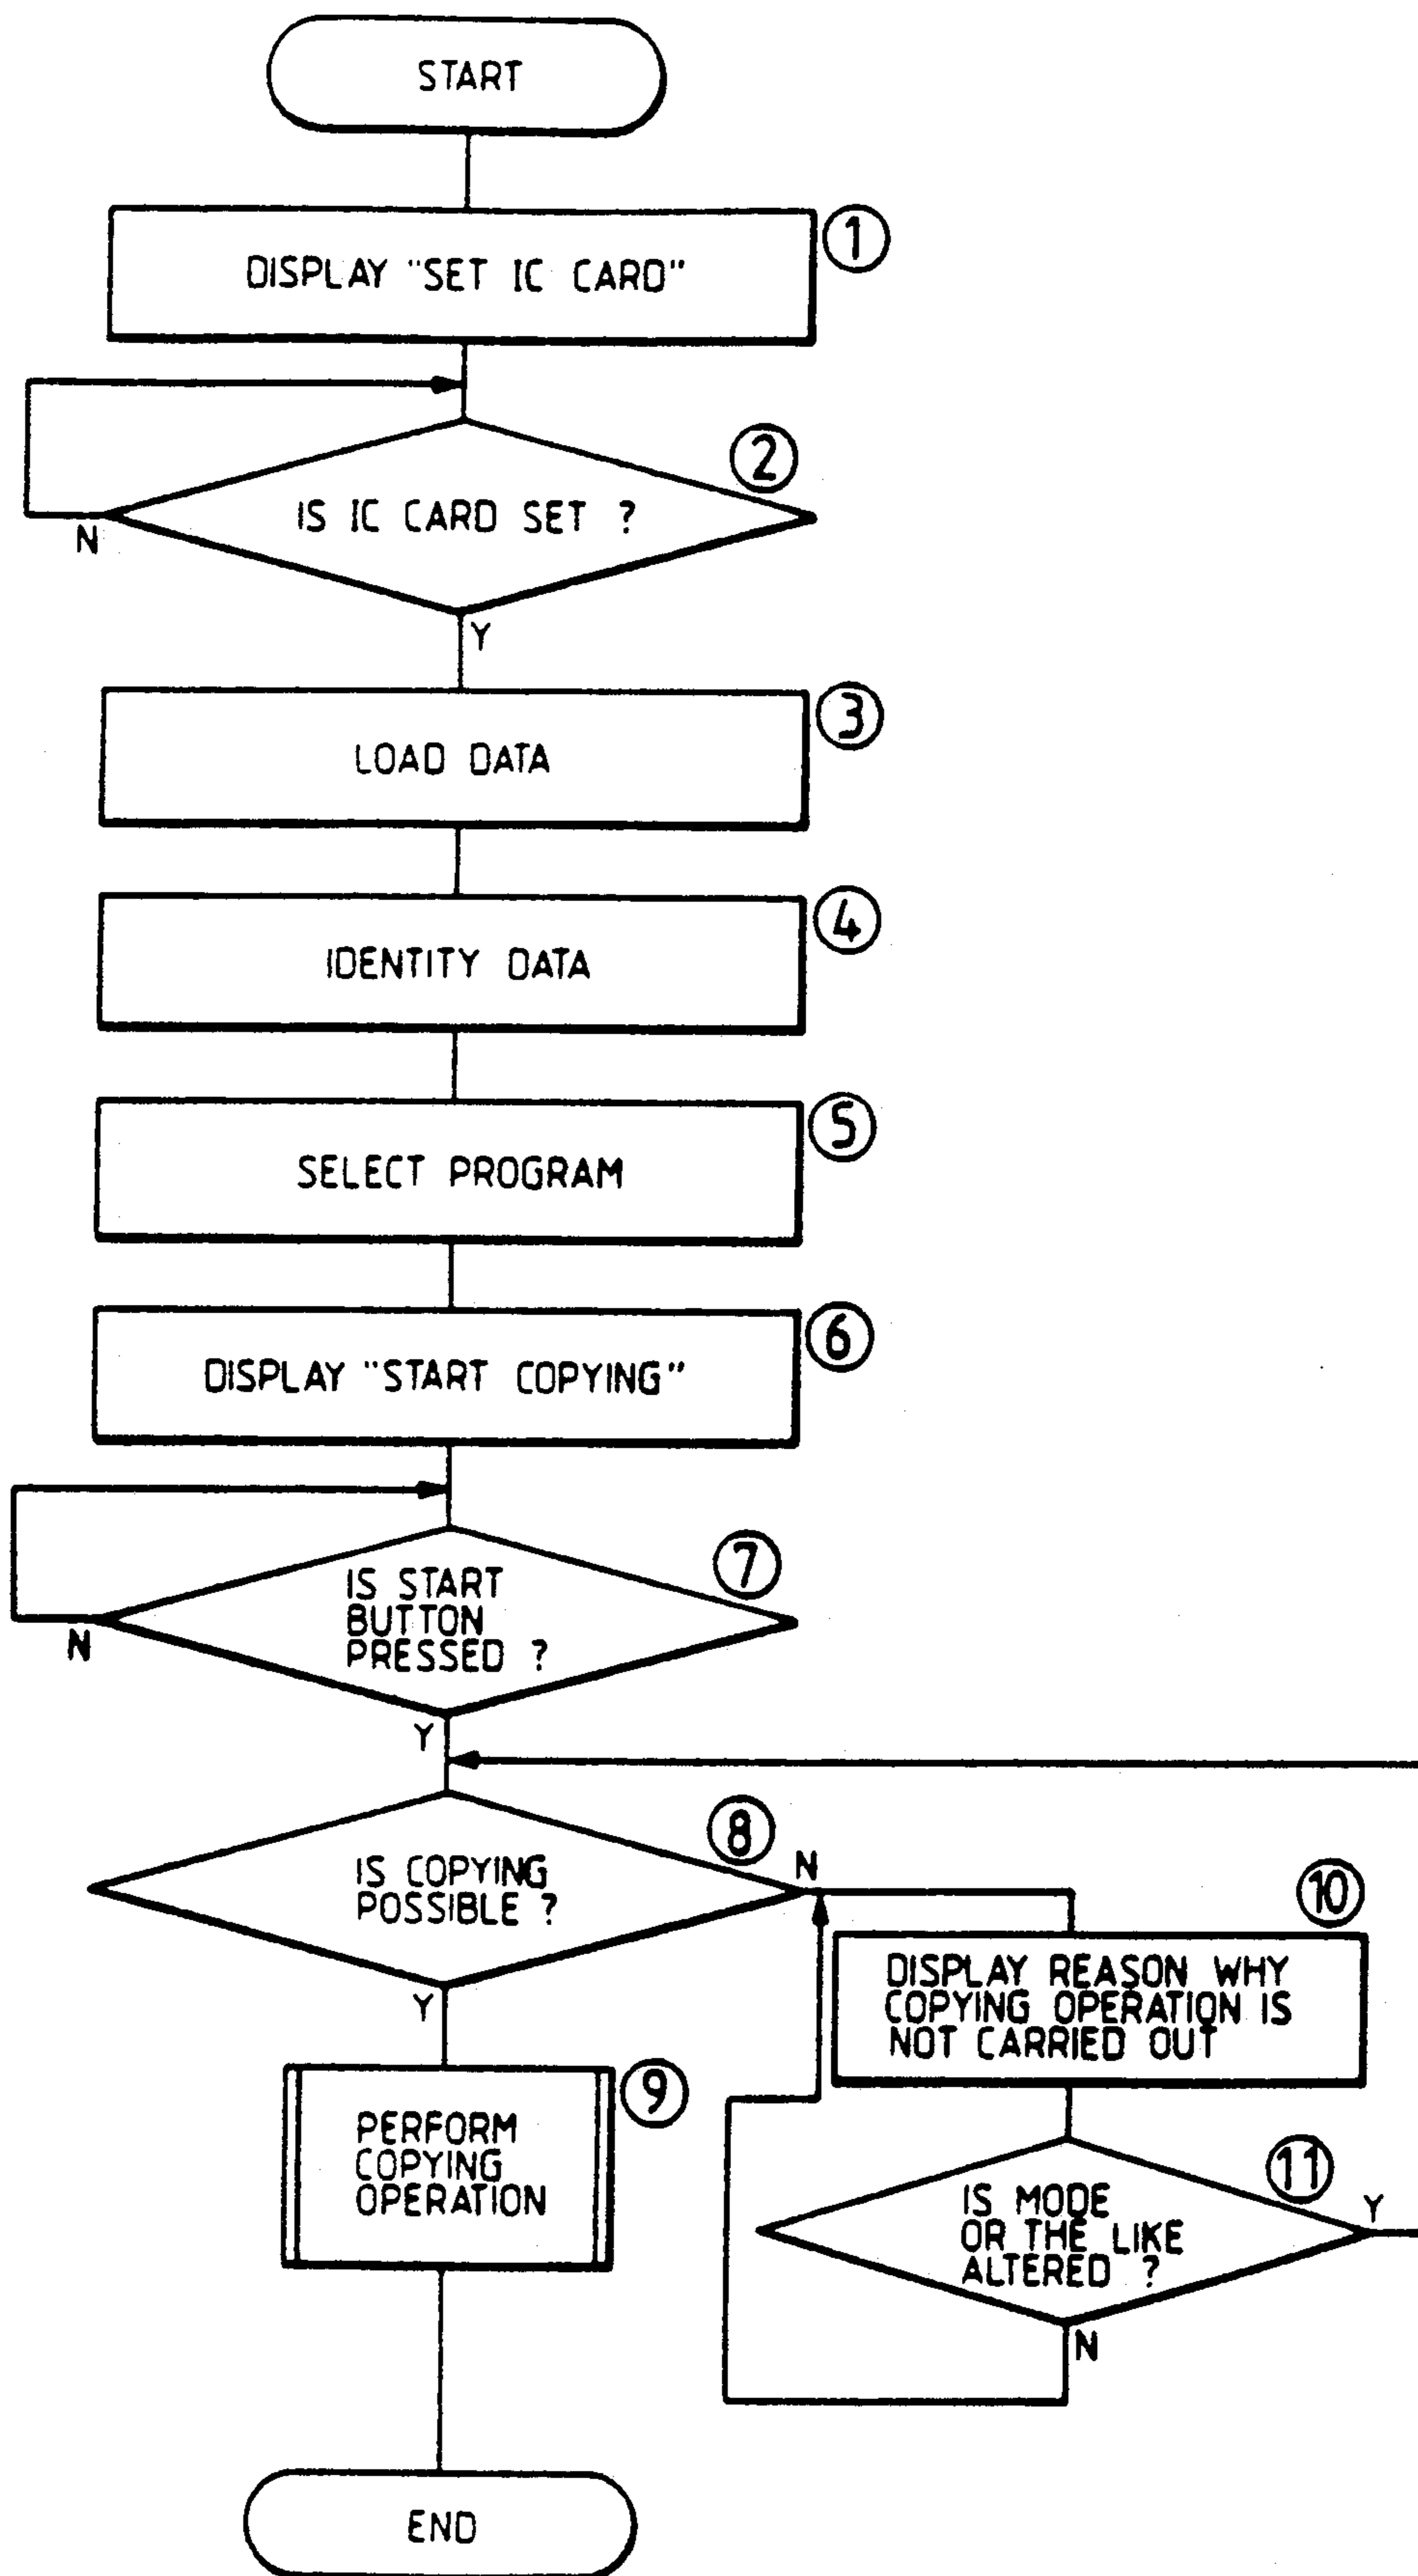 START
1
DISPLAY "SET IC CARD"
2
IS IC CARD SET ?
N
Y
3
LOAD DATA
4
IDENTITY DATA
5
SELECT PROGRAM
6
DISPLAY "START COPYING"
7
IS START
BUTTON
PRESSED ?
N
Y
8
IS COPYING
POSSIBLE ?
N
Y
10
DISPLAY REASON WHY
COPYING OPERATION IS
NOT CARRIED OUT
9
PERFORM
COPYING
OPERATION
11
IS MODE
OR THE LIKE
ALTERED ?
Y
N
END